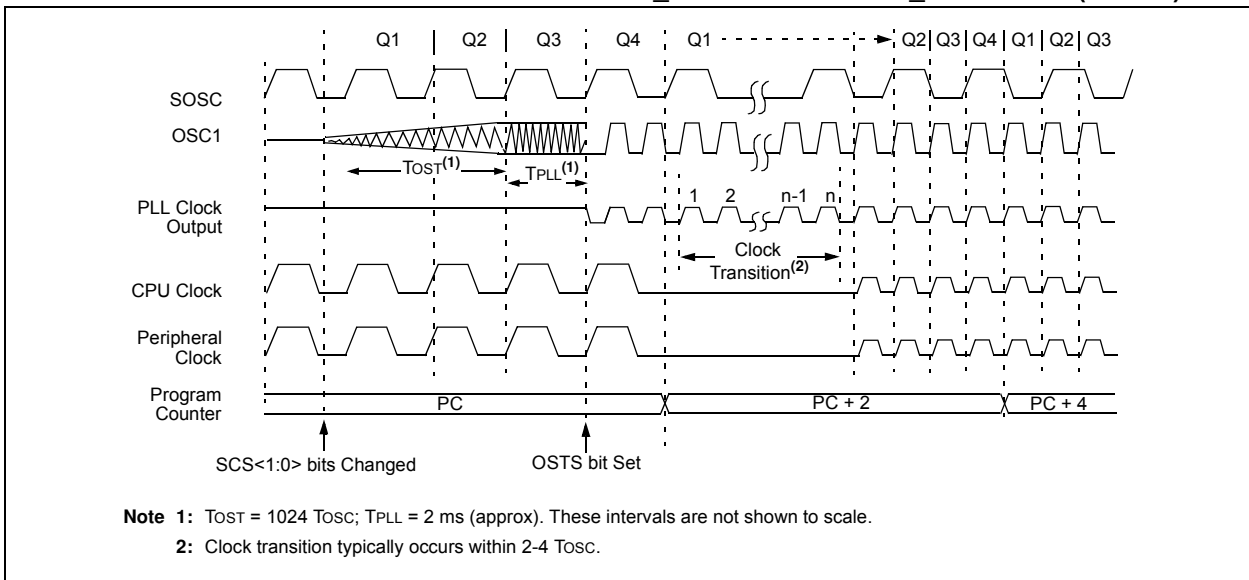 Q1 Q2 Q3 Q4 Q1 Q2 Q3 Q4 Q1 Q2 Q3
SOSC
OSC1
TOST(1) TPLL(1)
1 2 n-1 n
PLL Clock
Output
Clock
Transition(2)
CPU Clock
Peripheral
Clock
Program
Counter
PC PC + 2 PC + 4
SCS<1:0> bits Changed OSTS bit Set
Note 1: TOST = 1024 TOSC; TPLL = 2 ms (approx). These intervals are not shown to scale.
2: Clock transition typically occurs within 2-4 TOSC.